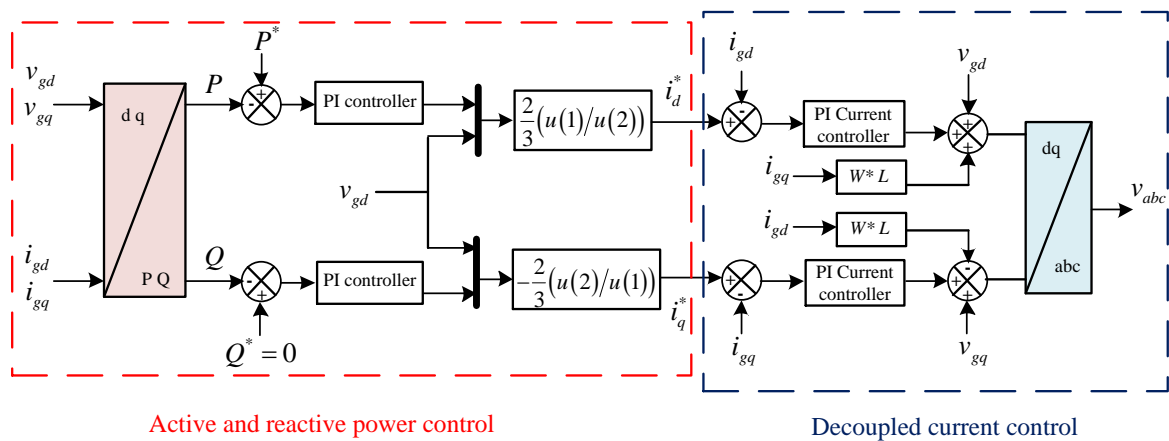 P*
v_gd
v_gq
P
d q
P Q
-
+
PI controller
2/3(u(1)/u(2))
i_d*
v_gd
i_gd
i_gq
Q
-
+
Q* = 0
PI controller
-2/3(u(2)/u(1))
i_q*
i_gd
-
+
PI Current
controller
v_gd
+
+
+
i_gq
W* L
i_gd
W* L
+
-
i_gq
PI Current
controller
-
+
+
v_gq
dq
abc
v_abc
Active and reactive power control
Decoupled current control